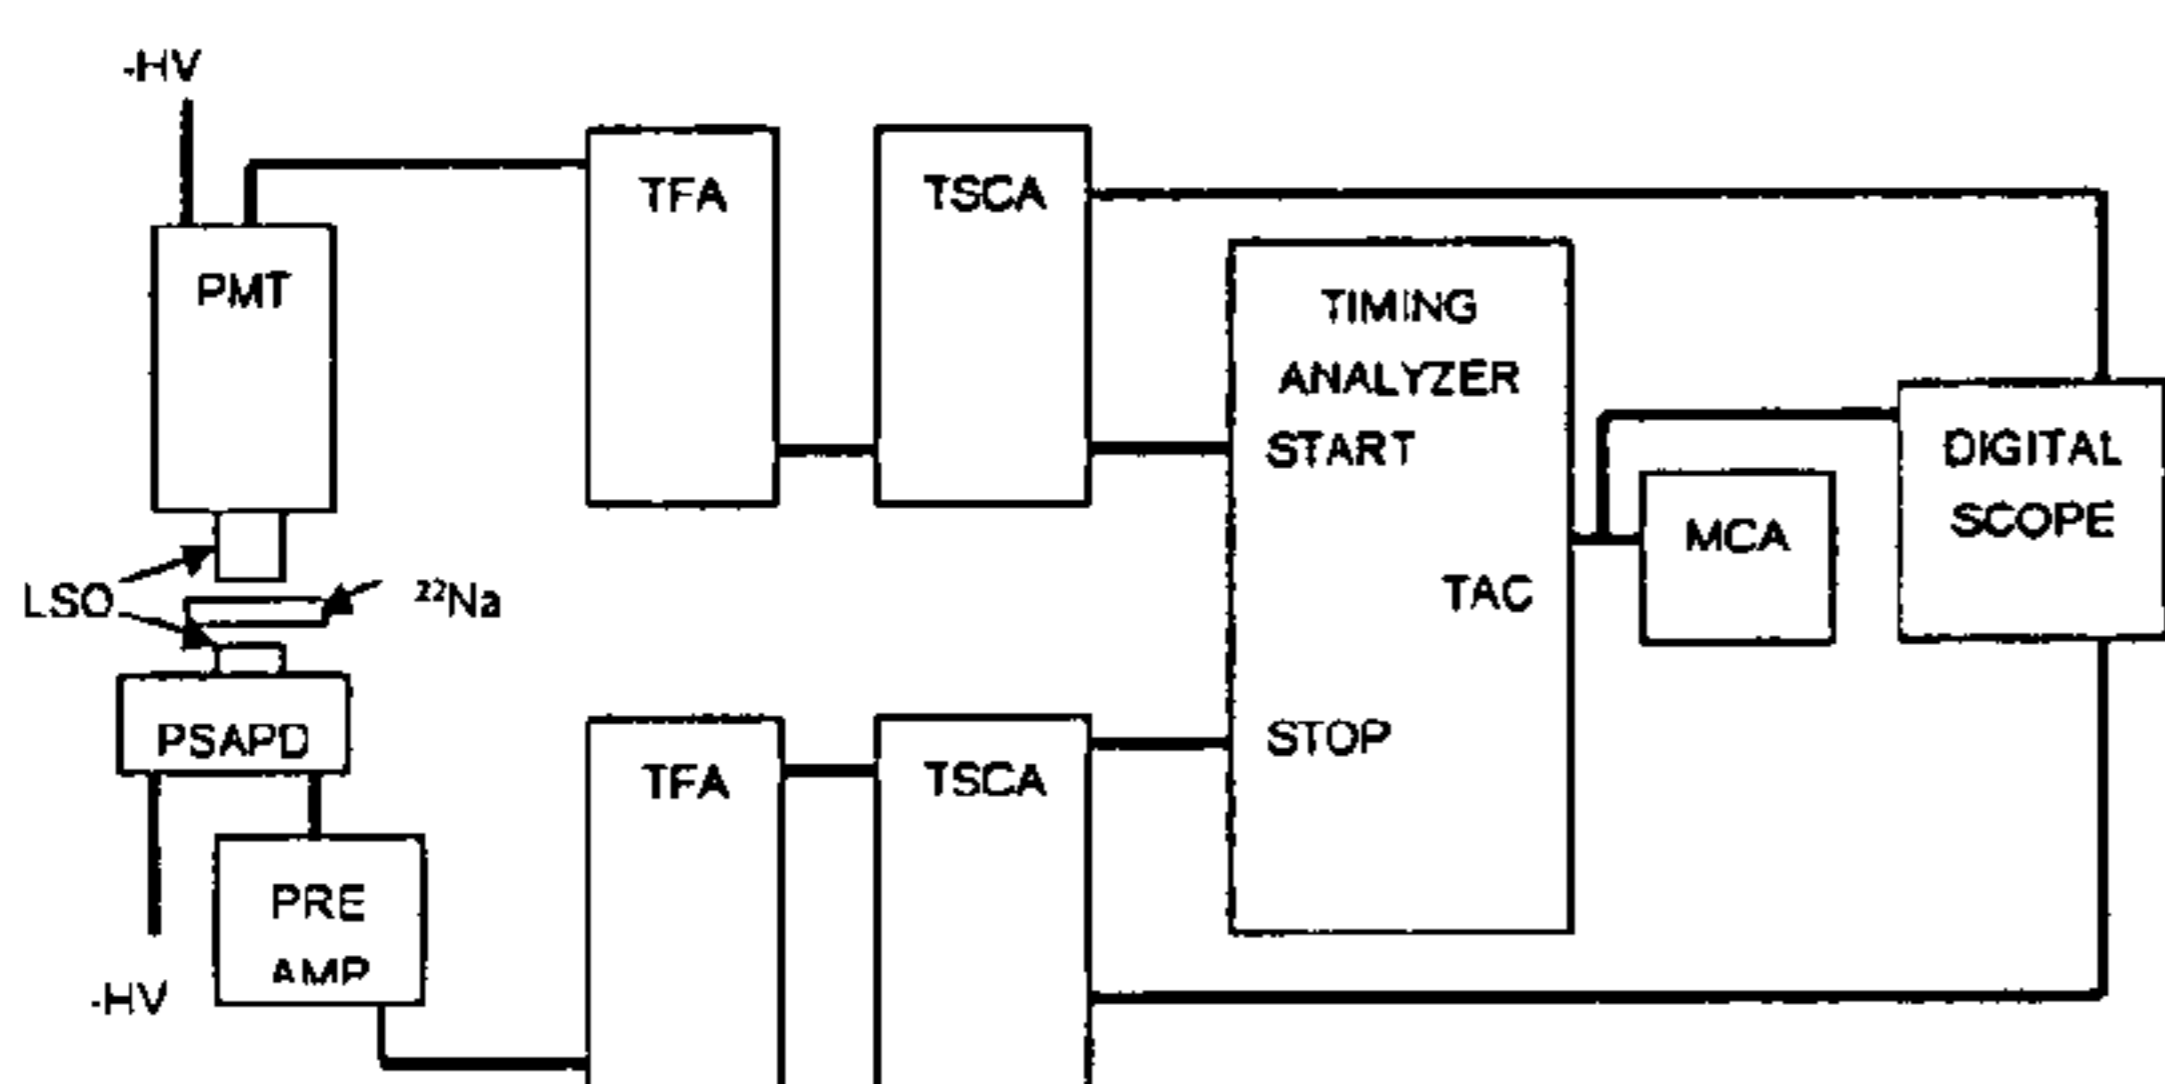 -HV
TFA
TSCA
PMT
TIMING
ANALYZER
START
DIGITAL
SCOPE
MCA
TAC
LSO
²²Na
PSAPD
STOP
TFA
TSCA
PRE
AMP
-HV